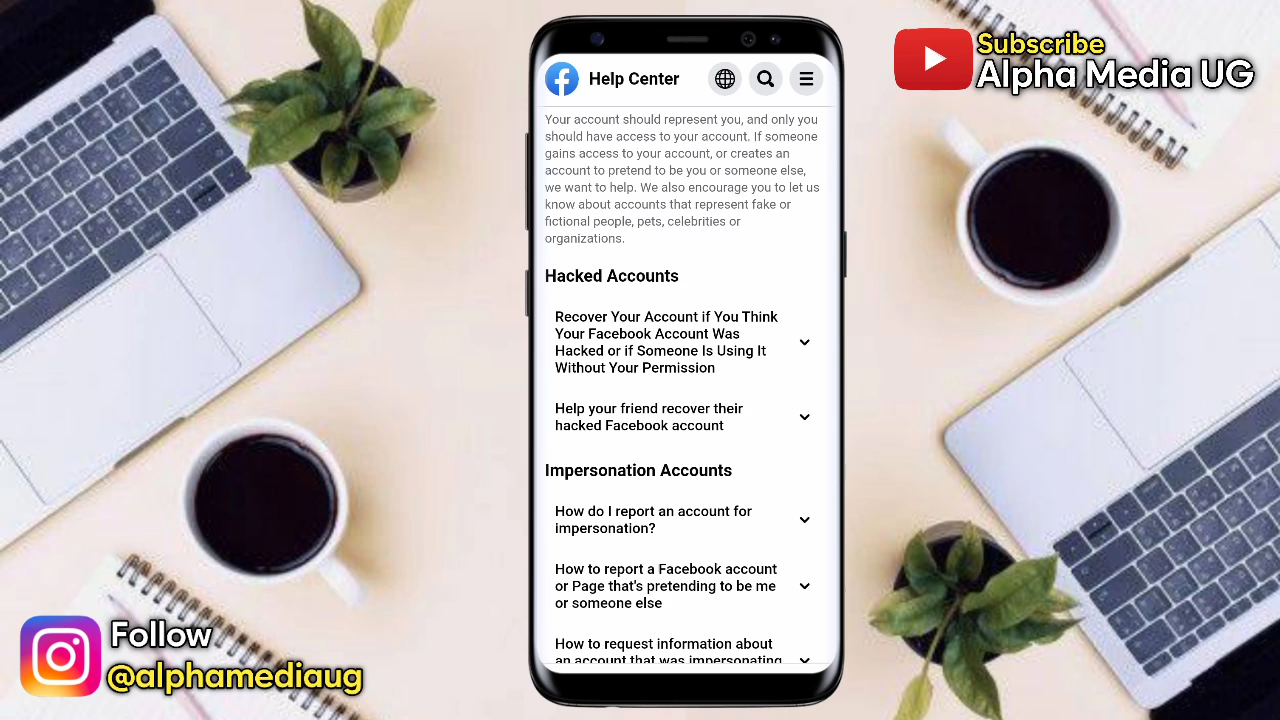 Subscribe
Alpha Media UG
Help Center
Your account should represent you, and only you
should have access to your account. If someone
gains access to your account, or creates an
account to pretend to be you or someone else,
we want to help. We also encourage you to let us
know about accounts that represent fake or
fictional people, pets, celebrities or
organizations.
Hacked Accounts
Recover Your Account if You Think
Your Facebook Account Was
Hacked or if Someone Is Using It
Without Your Permission
Help your friend recover their
hacked Facebook account
Impersonation Accounts
How do I report an account for
impersonation?
How to report a Facebook account
or Page that's pretending to be me
or someone else
How to request information about
an account that was impersonating
Follow
@alphamediaug